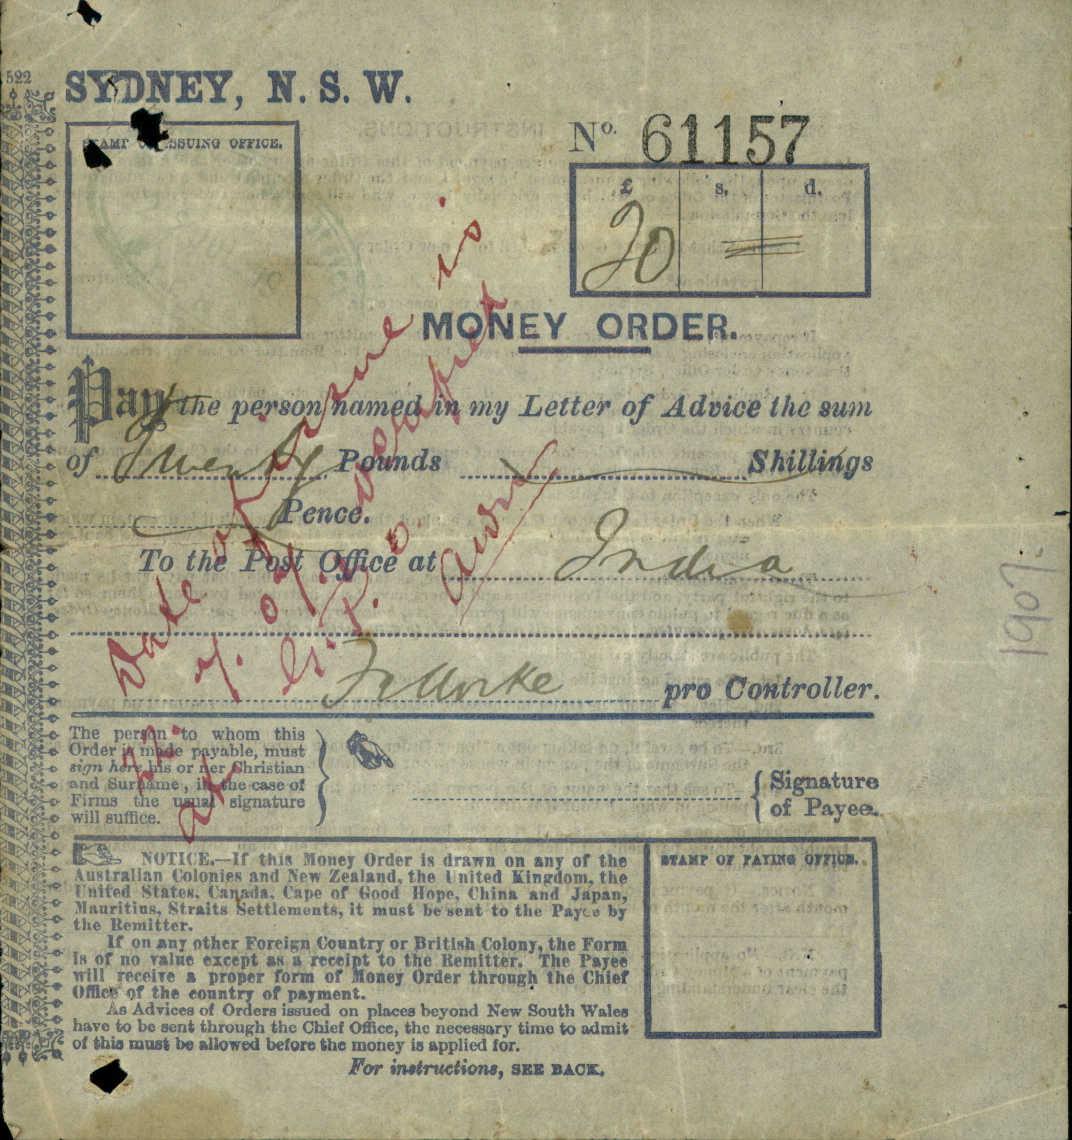 522
SYDNEY, N. S. W.
STAMP OF ISSUING OFFICE.
No. 61157
£ s. d.
20
MONEY ORDER.
Pay the person named in my Letter of Advice the sum
of Twenty Pounds Shillings
Pence.
To the Post Office at India
pro Controller.
Date of issue is
22. 7. 07. accept
at G. P. O.
1907.
The person to whom this
Order is made payable, must
sign here his or her Christian
and Surname, in the case of
Firms the usual signature
will suffice.
Signature
of Payee.
NOTICE.—If this Money Order is drawn on any of the
Australian Colonies and New Zealand, the United Kingdom, the
United States, Canada, Cape of Good Hope, China and Japan,
Mauritius, Straits Settlements, it must be sent to the Payee by
the Remitter.
If on any other Foreign Country or British Colony, the Form
is of no value except as a receipt to the Remitter. The Payee
will receive a proper form of Money Order through the Chief
Office of the country of payment.
As Advices of Orders issued on places beyond New South Wales
have to be sent through the Chief Office, the necessary time to admit
of this must be allowed before the money is applied for.
For instructions, SEE BACK.
STAMP OF PAYING OFFICE.